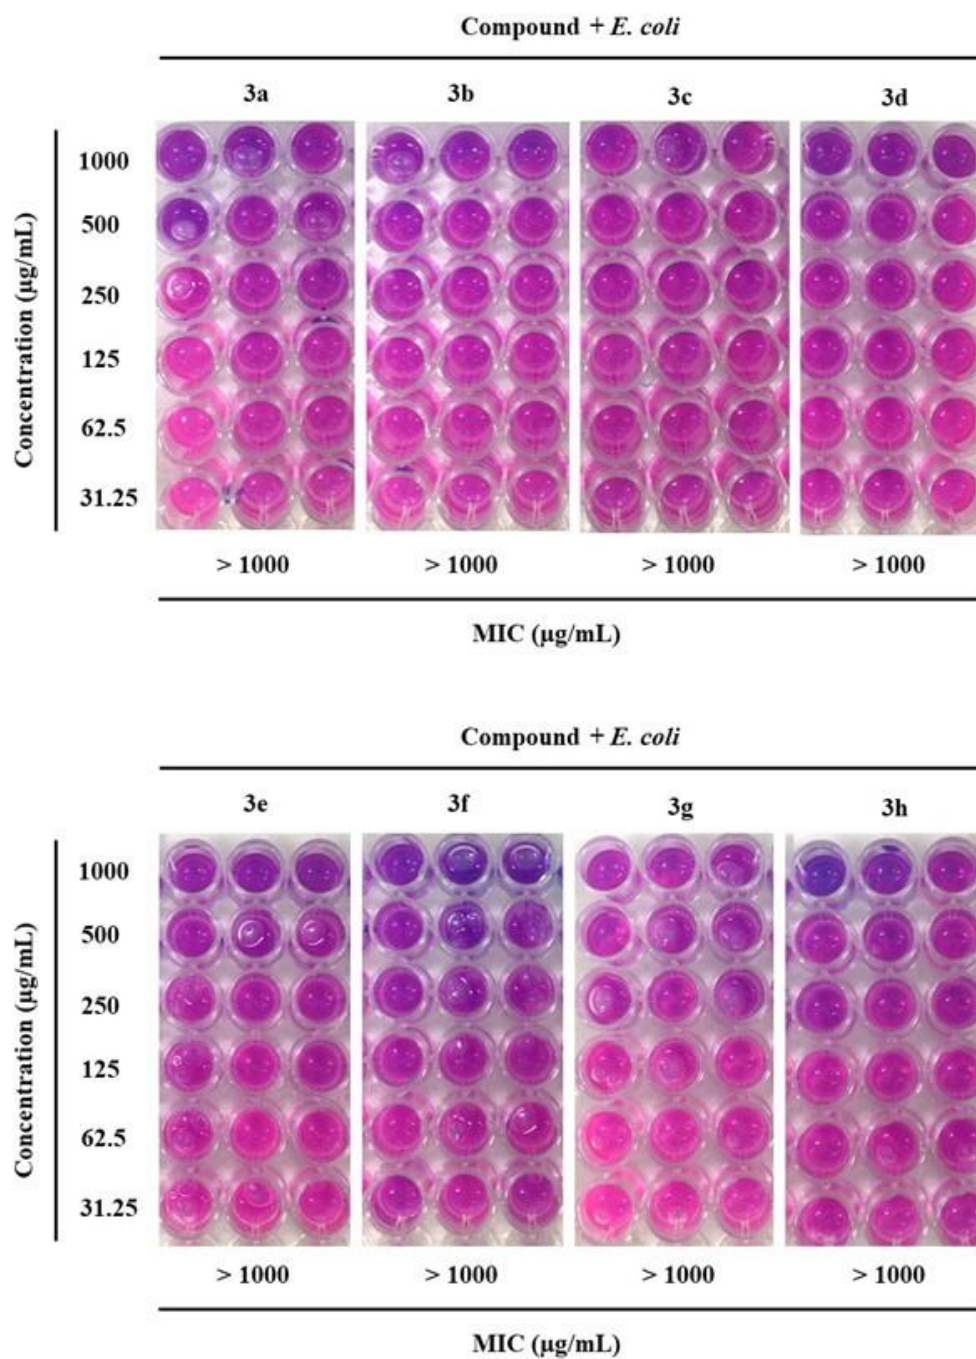 Compound + E. coli
3a 3b 3c 3d
Concentration (µg/mL)
1000
500
250
125
62.5
31.25
> 1000 > 1000 > 1000 > 1000
MIC (µg/mL)
Compound + E. coli
3e 3f 3g 3h
Concentration (µg/mL)
1000
500
250
125
62.5
31.25
> 1000 > 1000 > 1000 > 1000
MIC (µg/mL)